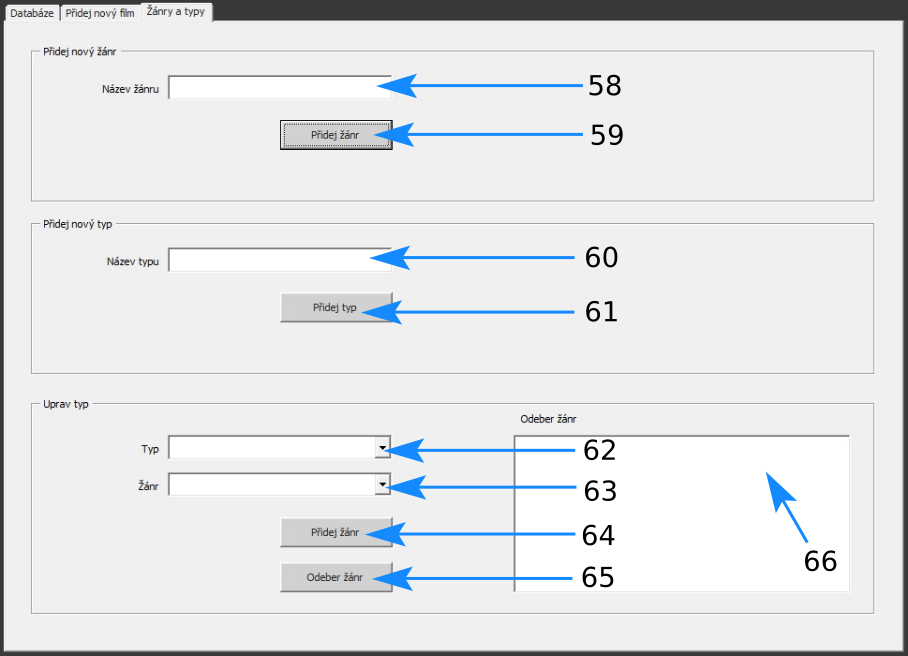 Databáze Přidej nový film Žánry a typy
Přidej nový žánr
Název žánru 58
Přidej žánr 59
Přidej nový typ
Název typu 60
Přidej typ 61
Uprav typ
Odeber žánr
Typ 62
Žánr 63
Přidej žánr 64
66
Odeber žánr 65